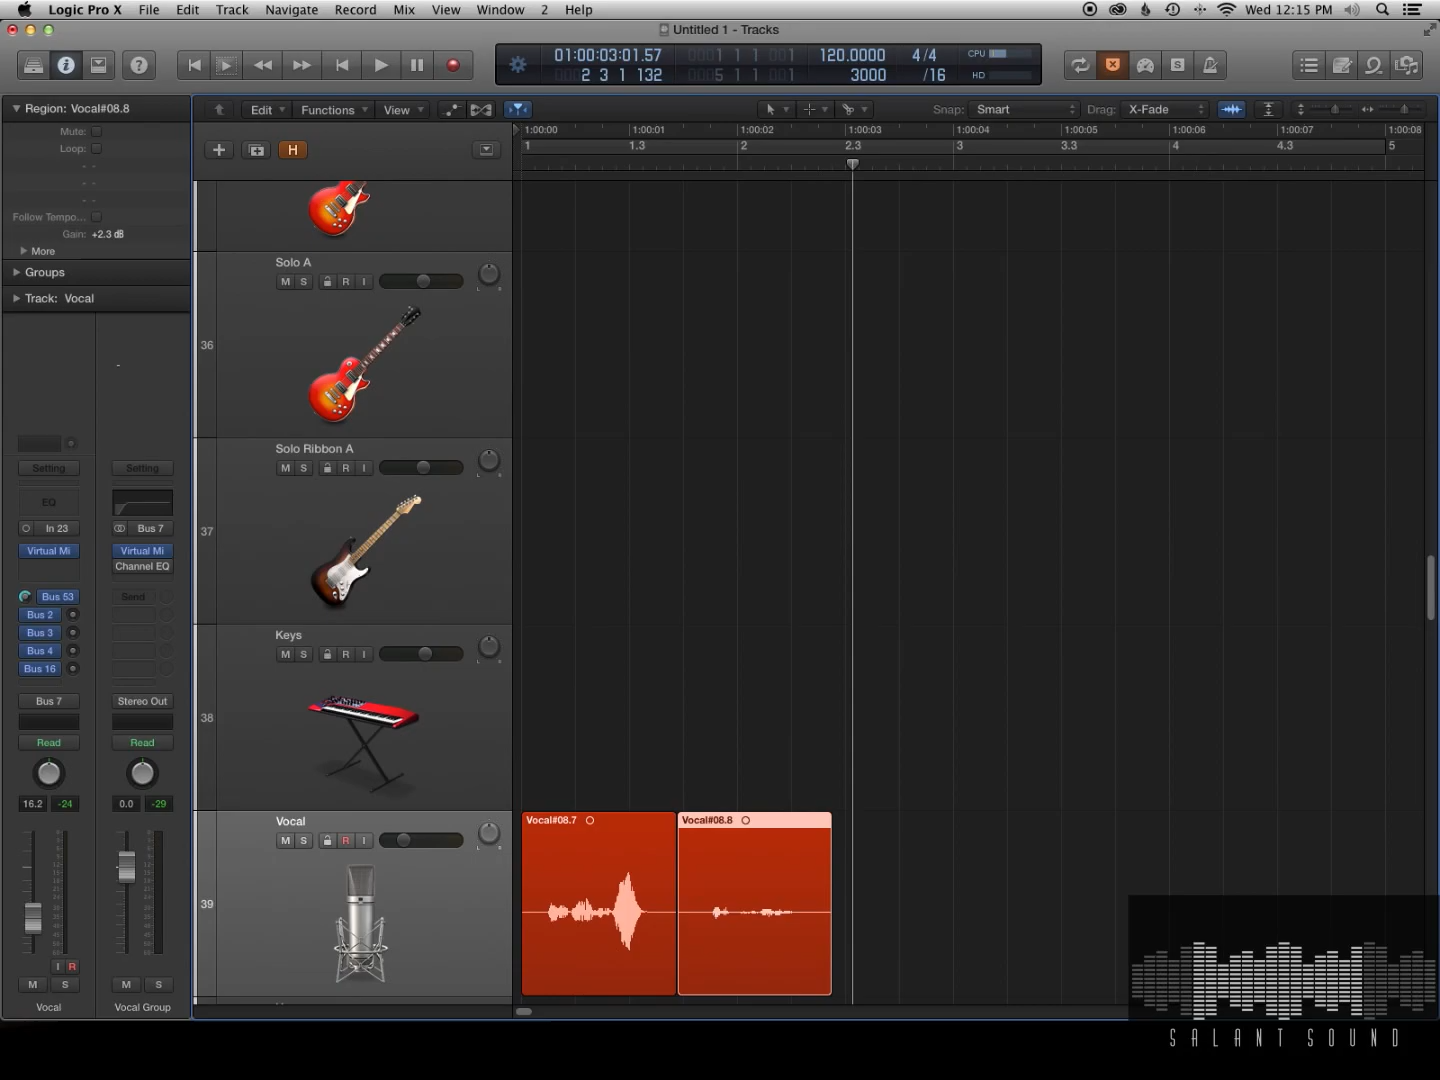 Logic Pro X File Edit Track Navigate Record Mix View Window 2 Help Wed 12:15 PM
Untitled 1 - Tracks
01:00:03:01.57 120.0000 4/4 CPU
2 3 1 132 5 1 1 3000 /16 HD
Region: Vocal#08.8 Edit Functions View Snap: Smart Drag: X-Fade
Mute:
Loop:
Follow Tempo...
Gain: +2.3 dB
More
Groups
Track: Vocal
H
1:00:00 1:00:01 1:00:02 1:00:03 1:00:04 1:00:05 1:00:06 1:00:07 1:00:08
1 1.3 2 2.3 3 3.3 4 4.3 5
Solo A
M S R I
36
Solo Ribbon A
M S R I
37
Keys
M S R I
38
Vocal
M S R I
39
Vocal#08.7 Vocal#08.8
Setting Setting
EQ
In 23 Bus 7
Virtual Mi Virtual Mi
Channel EQ
Bus 53 Send
Bus 2
Bus 3
Bus 4
Bus 16
Bus 7 Stereo Out
Read Read
16.2 -24 0.0 -29
I R
M S M S
Vocal Vocal Group
SALANT SOUND